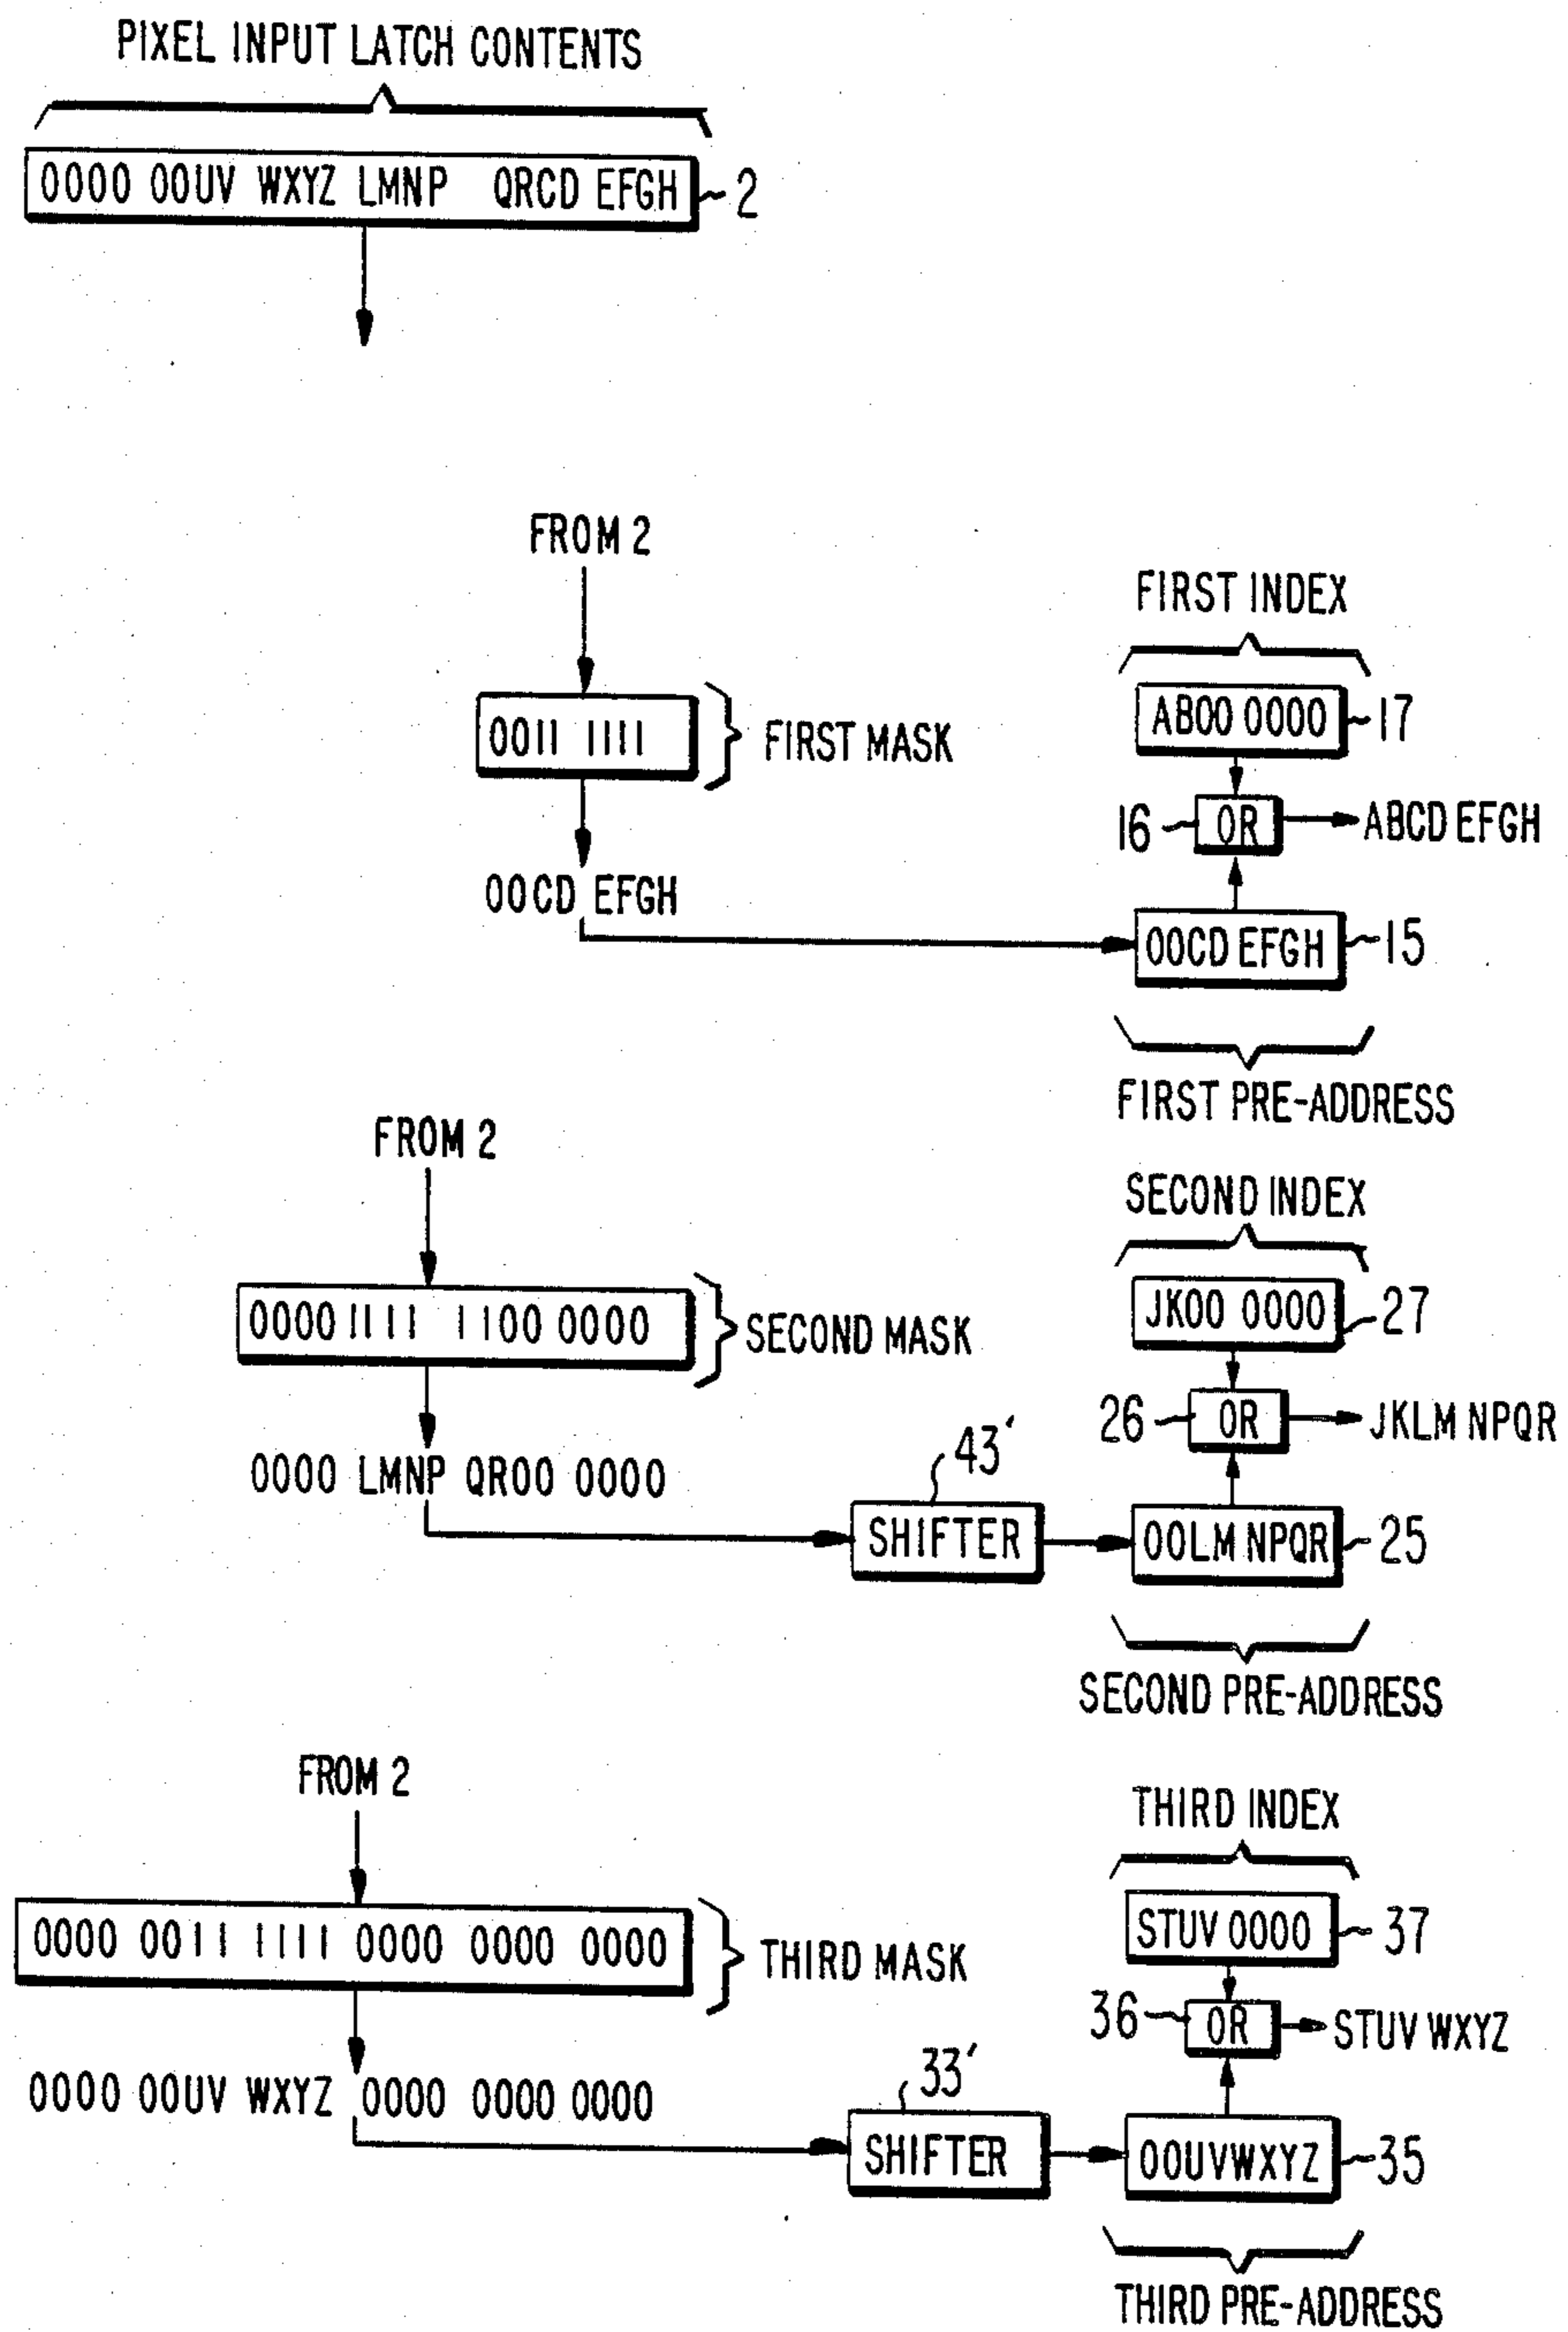 PIXEL INPUT LATCH CONTENTS
0000 00UV WXYZ LMNP QRCD EFGH
2
FROM 2
FIRST INDEX
0011 1111
FIRST MASK
AB00 0000
17
16
OR
ABCD EFGH
00CD EFGH
00CD EFGH
15
FIRST PRE-ADDRESS
FROM 2
SECOND INDEX
0000 1111 1100 0000
SECOND MASK
JK00 0000
27
26
OR
JKLM NPQR
0000 LMNP QR00 0000
43'
SHIFTER
00LM NPQR
25
SECOND PRE-ADDRESS
FROM 2
THIRD INDEX
0000 0011 1111 0000 0000 0000
THIRD MASK
STUV 0000
37
36
OR
STUV WXYZ
0000 00UV WXYZ 0000 0000 0000
33'
SHIFTER
00UVWXYZ
35
THIRD PRE-ADDRESS